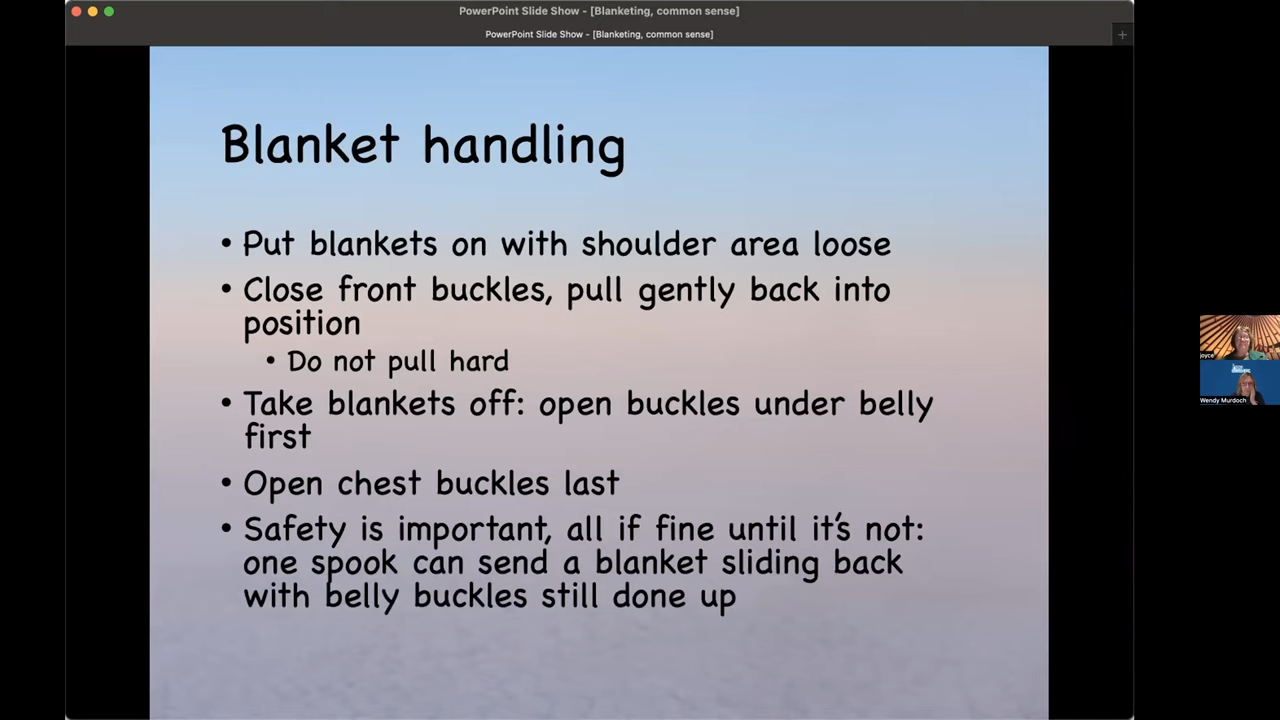 PowerPoint Slide Show - [Blanketing, common sense]
PowerPoint Slide Show - [Blanketing, common sense]
Blanket handling
• Put blankets on with shoulder area loose
• Close front buckles, pull gently back into
position
• Do not pull hard
• Take blankets off: open buckles under belly
first
• Open chest buckles last
• Safety is important, all if fine until it's not:
one spook can send a blanket sliding back
with belly buckles still done up
joyce
Wendy Murdoch